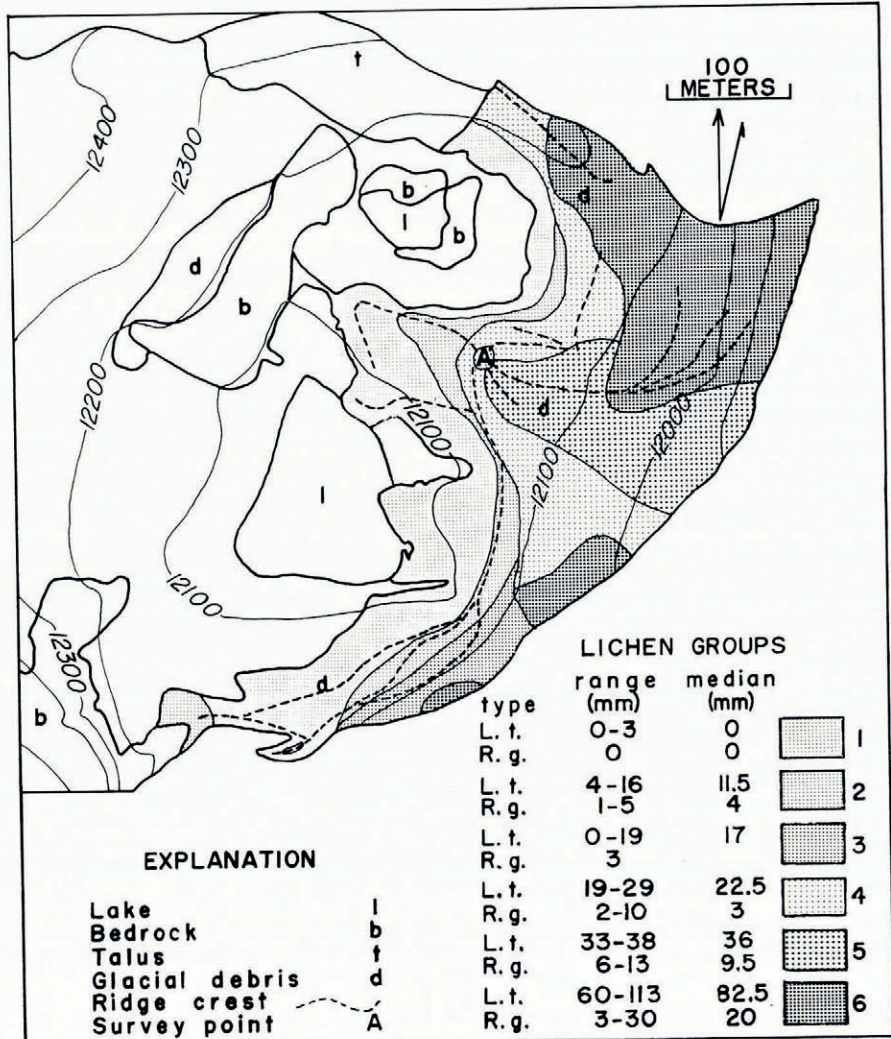 100
METERS
t
12400
12300
b
l
b
d
d
b
A
12200
12100
d
12000
12100
l
12100
12300
d
b
LICHEN GROUPS
type range (mm) median (mm)
L. t. 0-3 0
R. g. 0 0 1
L. t. 4-16 11.5
R. g. 1-5 4 2
L. t. 0-19 17
R. g. 3 3
L. t. 19-29 22.5
R. g. 2-10 3 4
L. t. 33-38 36
R. g. 6-13 9.5 5
L. t. 60-113 82.5
R. g. 3-30 20 6
EXPLANATION
Lake l
Bedrock b
Talus t
Glacial debris d
Ridge crest
Survey point A